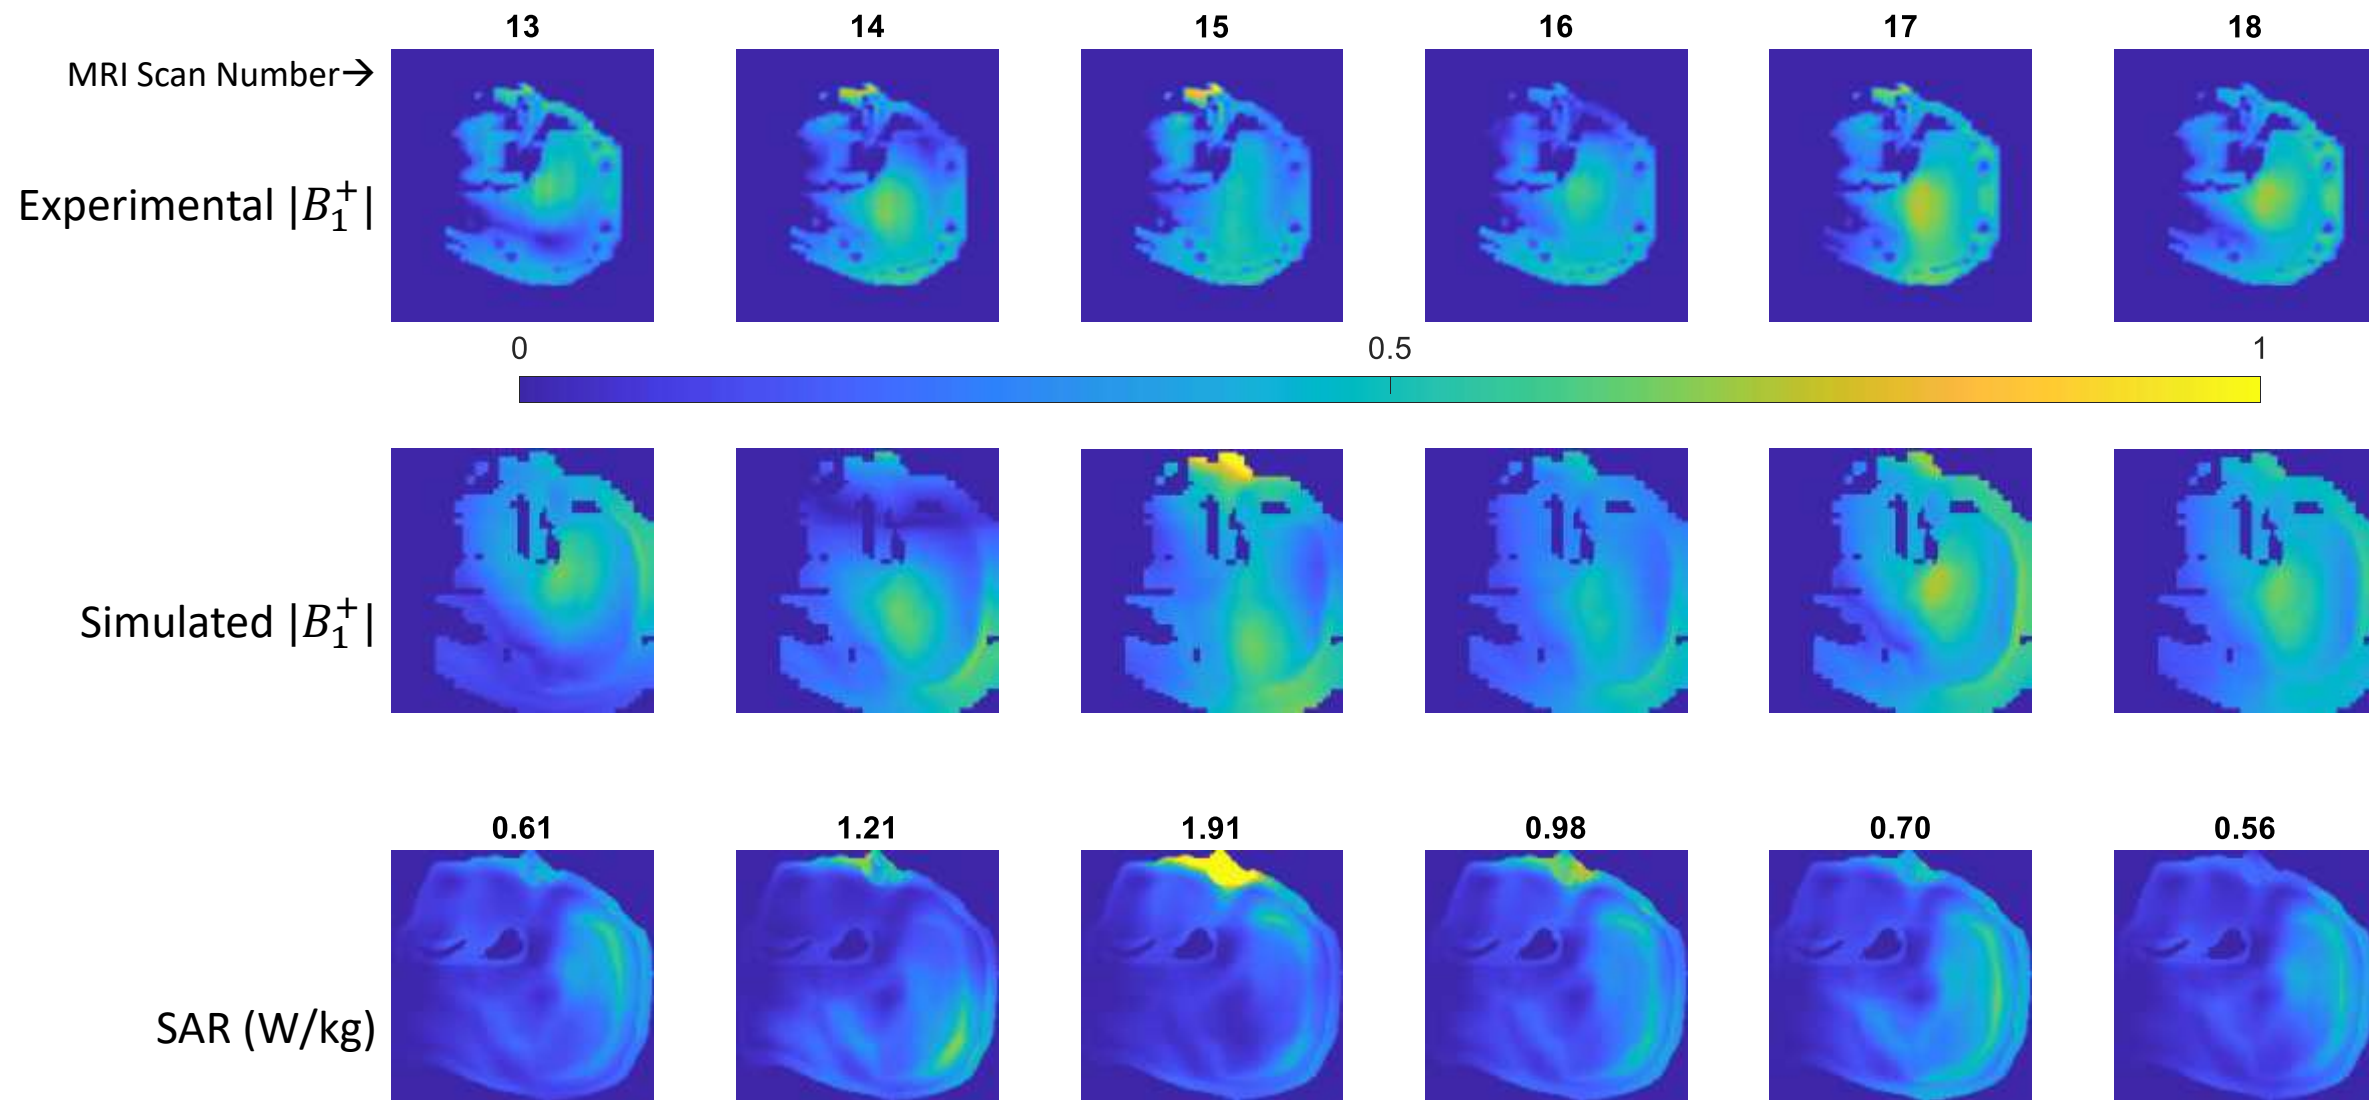 13 14 15 16 17 18
MRI Scan Number→
Experimental |B₁⁺|
0 0.5 1
Simulated |B₁⁺|
0.61 1.21 1.91 0.98 0.70 0.56
SAR (W/kg)